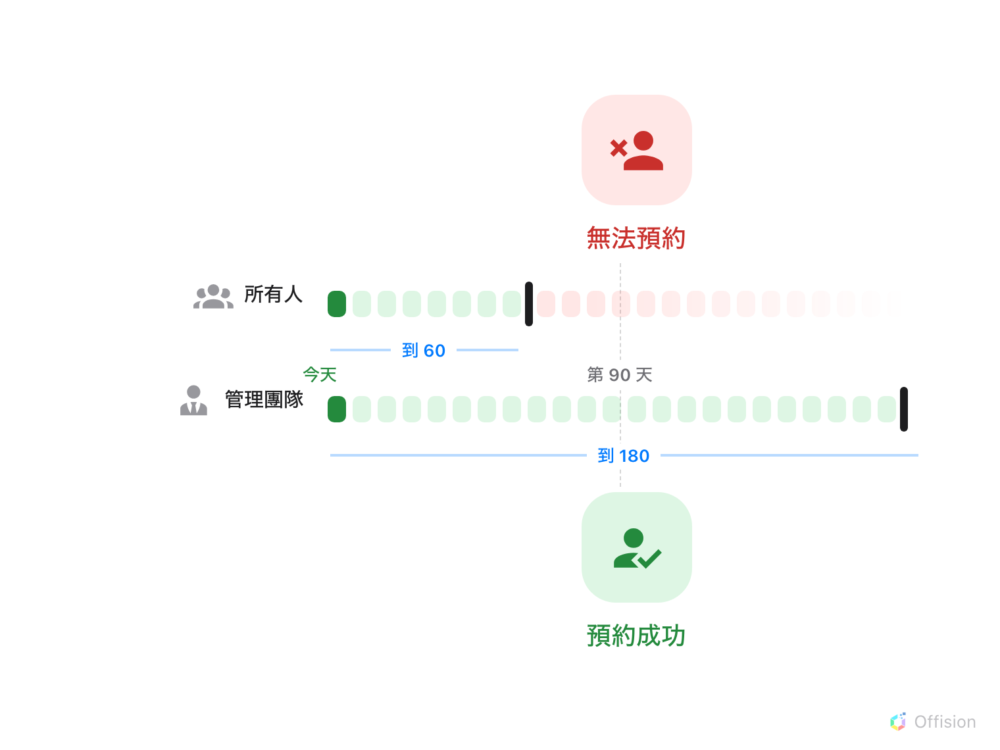 無法預約
所有人
到 60
今天
第 90 天
管理團隊
到 180
預約成功
Offision